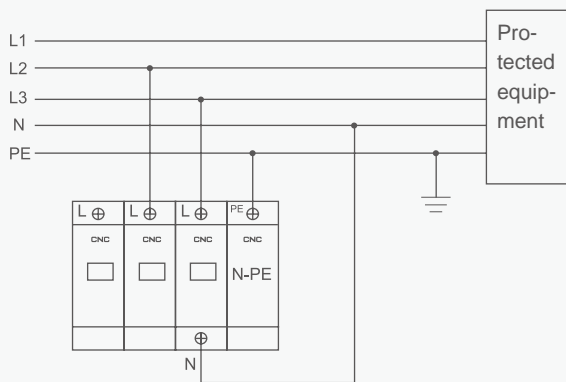 L1
L2
L3
N
PE
Pro-
tected
equip-
ment
L L L PE
CNC CNC CNC CNC
N-PE
N